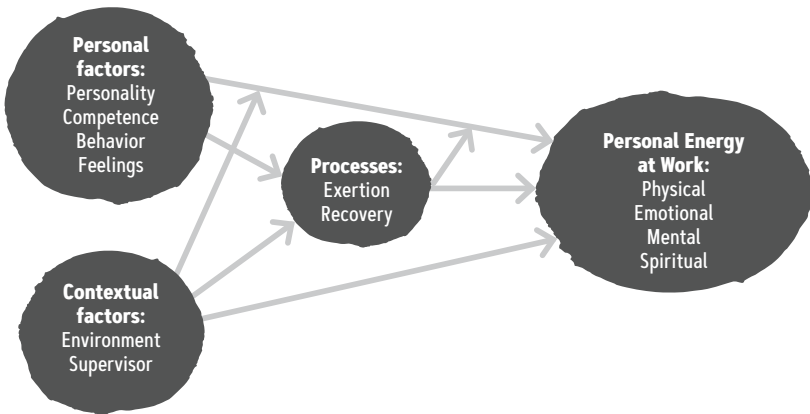 Personal
factors:
Personality
Competence
Behavior
Feelings
Processes:
Exertion
Recovery
Personal Energy
at Work:
Physical
Emotional
Mental
Spiritual
Contextual
factors:
Environment
Supervisor